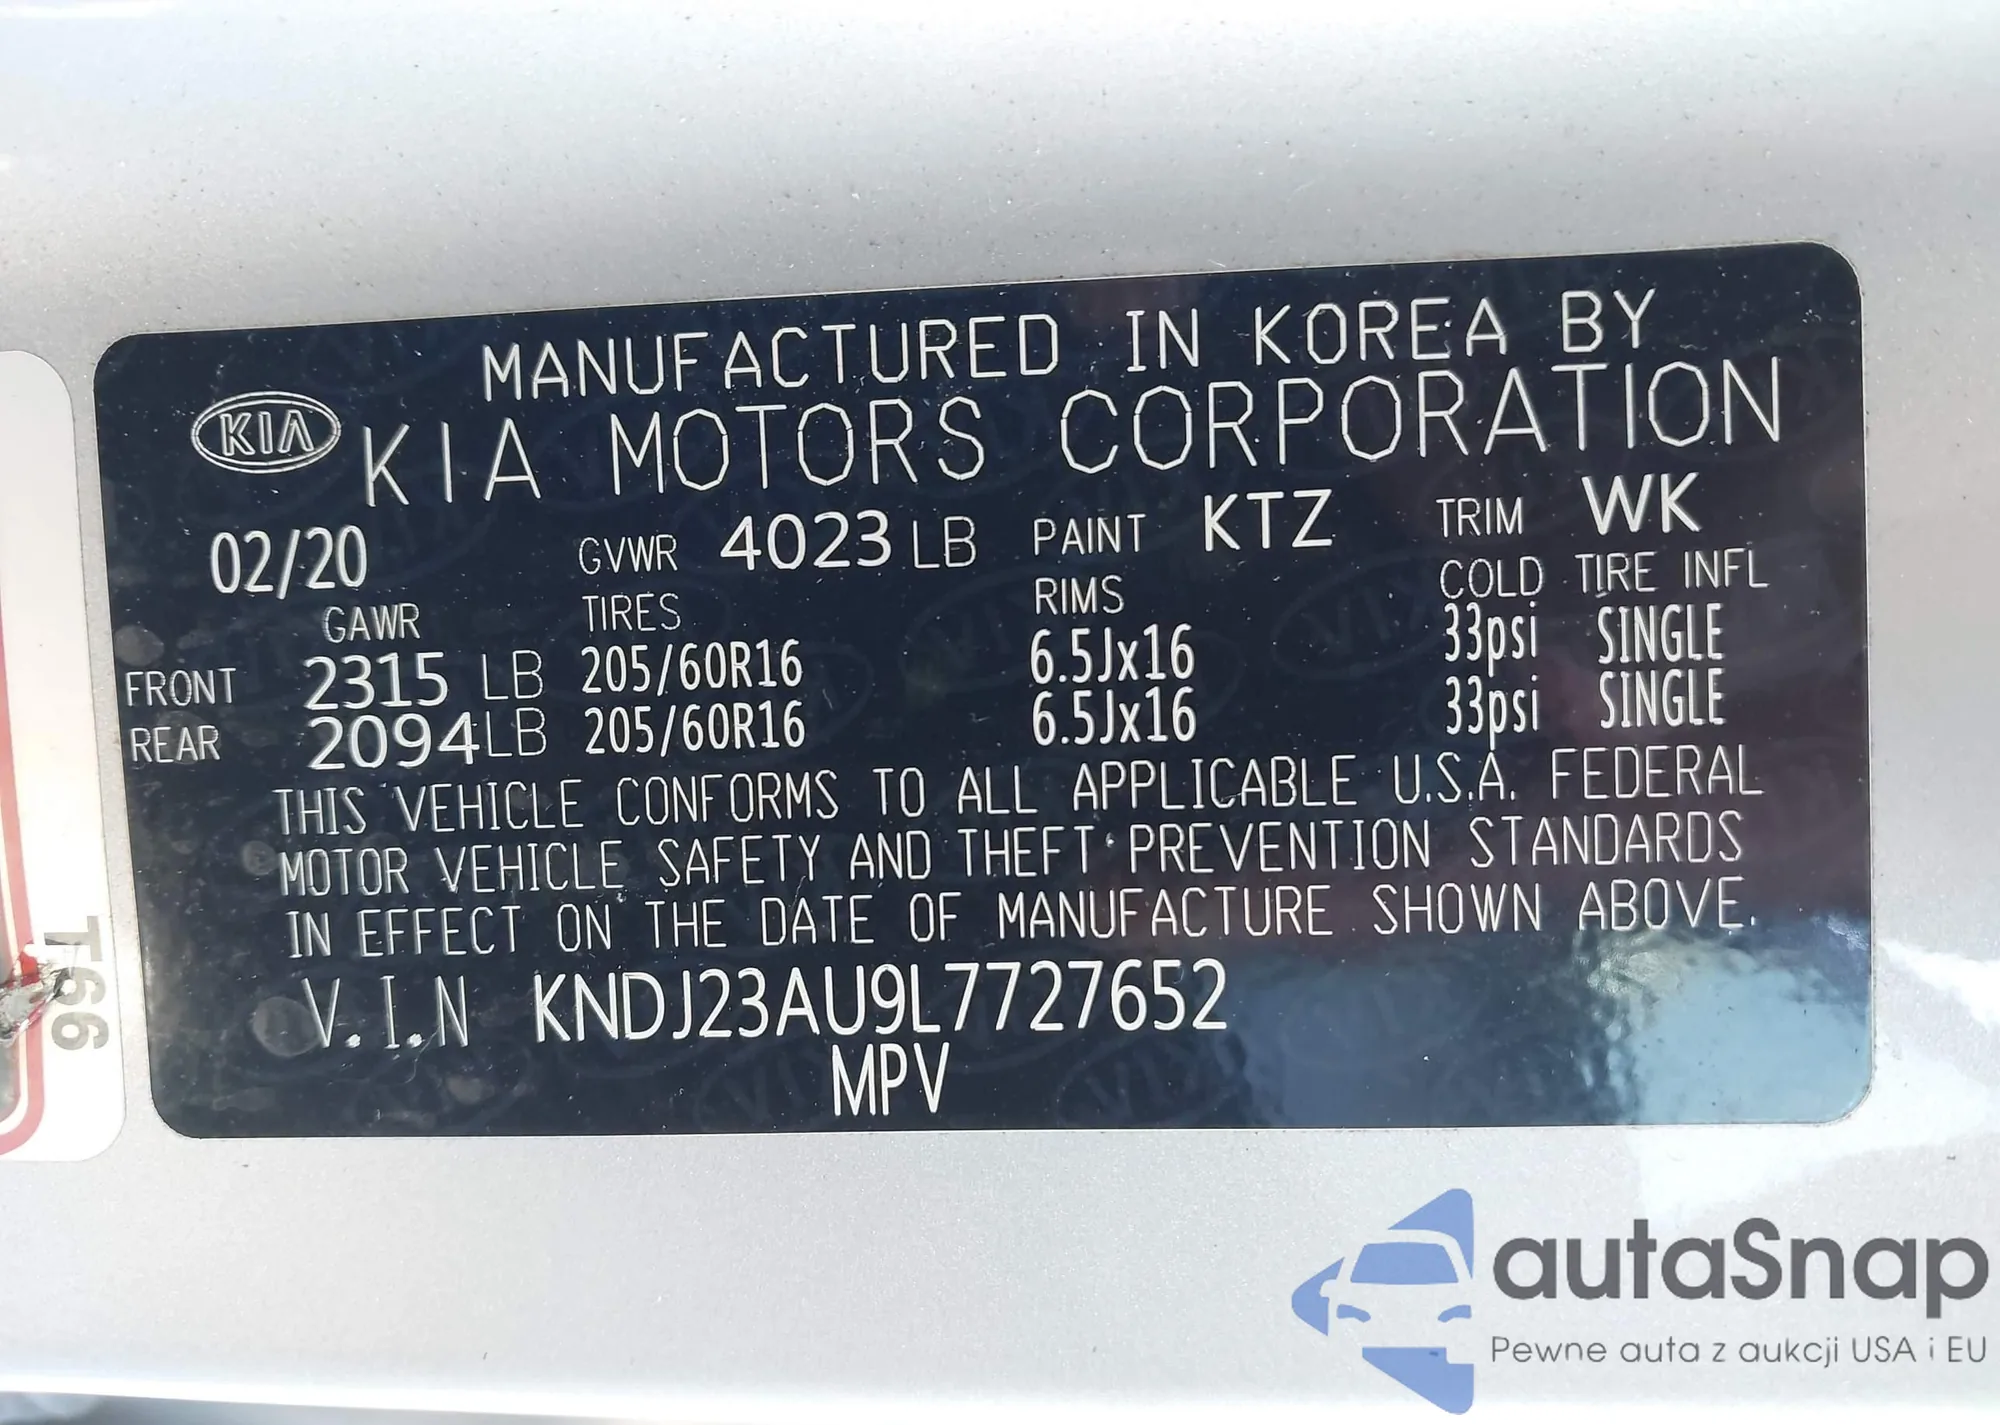 MANUFACTURED IN KOREA BY
KIA KIA MOTORS CORPORATION
02/20 GVWR 4023 LB PAINT KTZ TRIM WK
GAWR TIRES RIMS COLD TIRE INFL
FRONT 2315 LB 205/60R16 6.5Jx16 33psi SINGLE
REAR 2094 LB 205/60R16 6.5Jx16 33psi SINGLE
THIS VEHICLE CONFORMS TO ALL APPLICABLE U.S.A. FEDERAL
MOTOR VEHICLE SAFETY AND THEFT PREVENTION STANDARDS
IN EFFECT ON THE DATE OF MANUFACTURE SHOWN ABOVE.
V.I.N KNDJ23AU9L7727652
MPV
T66
autaSnap
Pewne auta z aukcji USA i EU